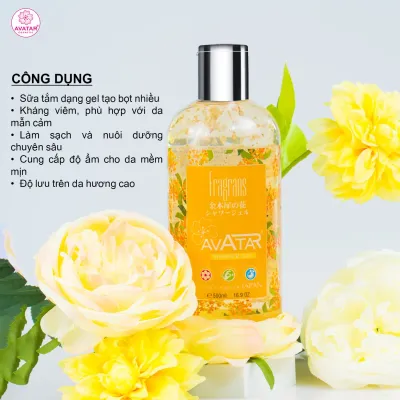 AVATAR
CÔNG DỤNG
• Sữa tắm dạng gel tạo bọt nhiều
• Kháng viêm, phù hợp với da
mẫn cảm
• Làm sạch và nuôi dưỡng
chuyên sâu
• Cung cấp độ ẩm cho da mềm
mịn
• Độ lưu trên da hương cao
Fragrans
金木犀の花
シャワージェル
AVATAR